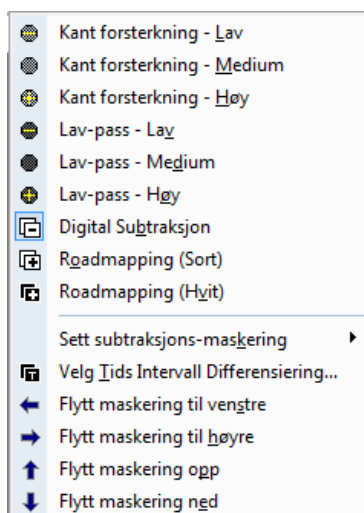 Kant forsterkning - Lav
Kant forsterkning - Medium
Kant forsterkning - Høy
Lav-pass - Lav
Lav-pass - Medium
Lav-pass - Høy
Digital Subtraksjon
Roadmapping (Sort)
Roadmapping (Hvit)
Sett subtraksjons-maskering
Velg Tids Intervall Differensiering...
Flytt maskering til venstre
Flytt maskering til høyre
Flytt maskering opp
Flytt maskering ned